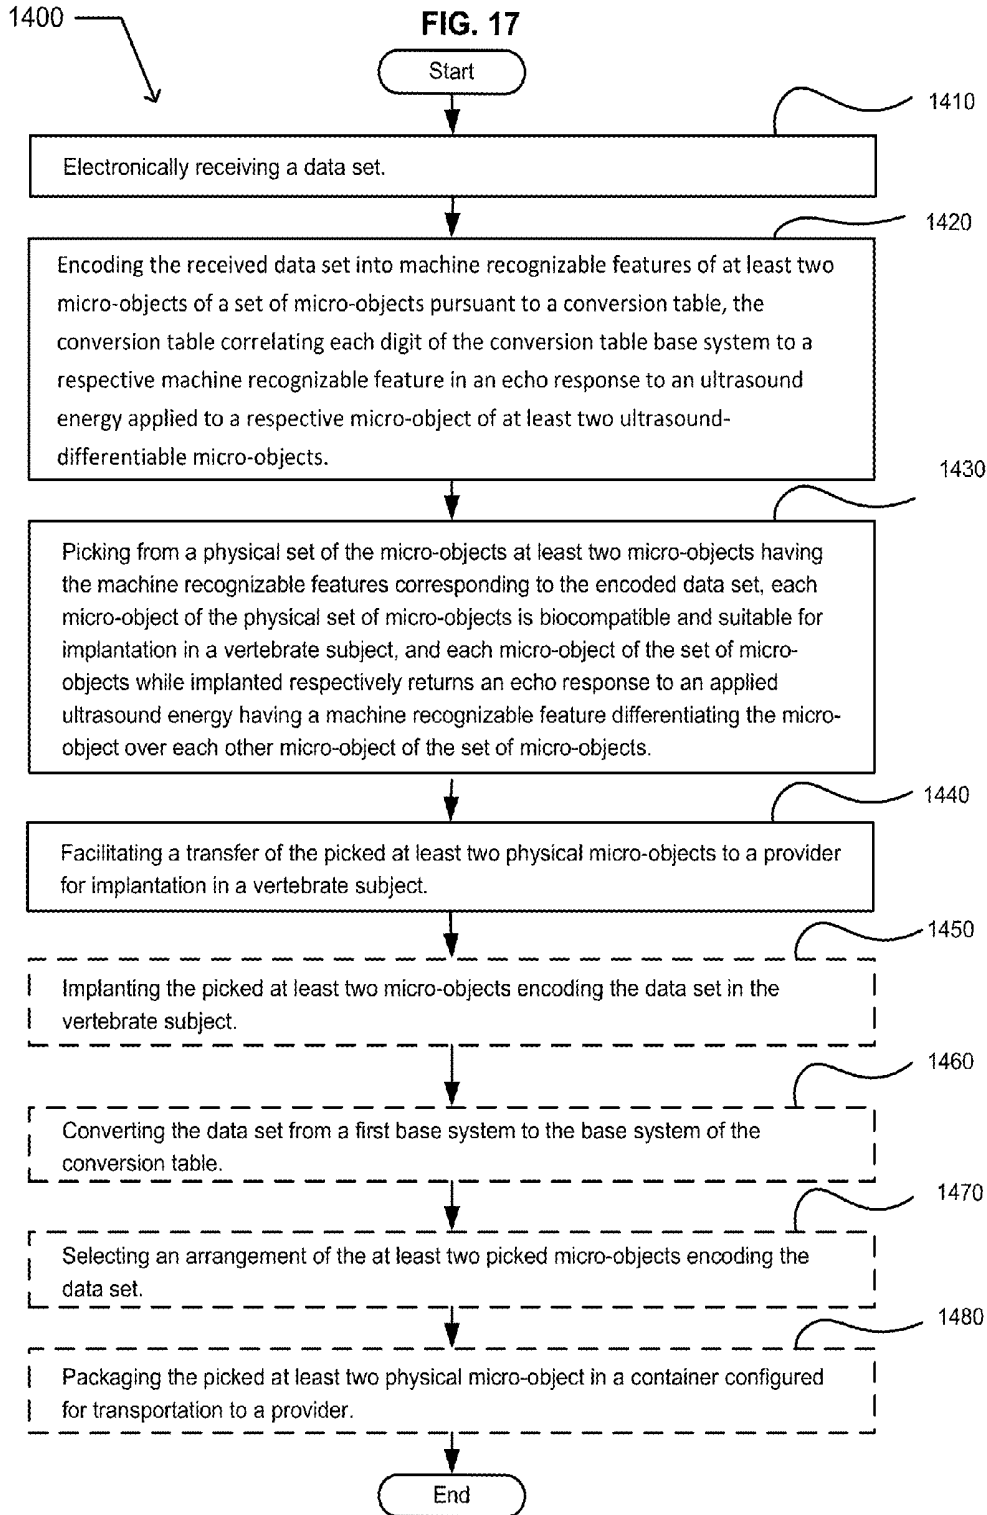 1400
FIG. 17
Start
1410
Electronically receiving a data set.
1420
Encoding the received data set into machine recognizable features of at least two
micro-objects of a set of micro-objects pursuant to a conversion table, the
conversion table correlating each digit of the conversion table base system to a
respective machine recognizable feature in an echo response to an ultrasound
energy applied to a respective micro-object of at least two ultrasound-
differentiable micro-objects.
1430
Picking from a physical set of the micro-objects at least two micro-objects having
the machine recognizable features corresponding to the encoded data set, each
micro-object of the physical set of micro-objects is biocompatible and suitable for
implantation in a vertebrate subject, and each micro-object of the set of micro-
objects while implanted respectively returns an echo response to an applied
ultrasound energy having a machine recognizable feature differentiating the micro-
object over each other micro-object of the set of micro-objects.
1440
Facilitating a transfer of the picked at least two physical micro-objects to a provider
for implantation in a vertebrate subject.
1450
Implanting the picked at least two micro-objects encoding the data set in the
vertebrate subject.
1460
Converting the data set from a first base system to the base system of the
conversion table.
1470
Selecting an arrangement of the at least two picked micro-objects encoding the
data set.
1480
Packaging the picked at least two physical micro-object in a container configured
for transportation to a provider.
End